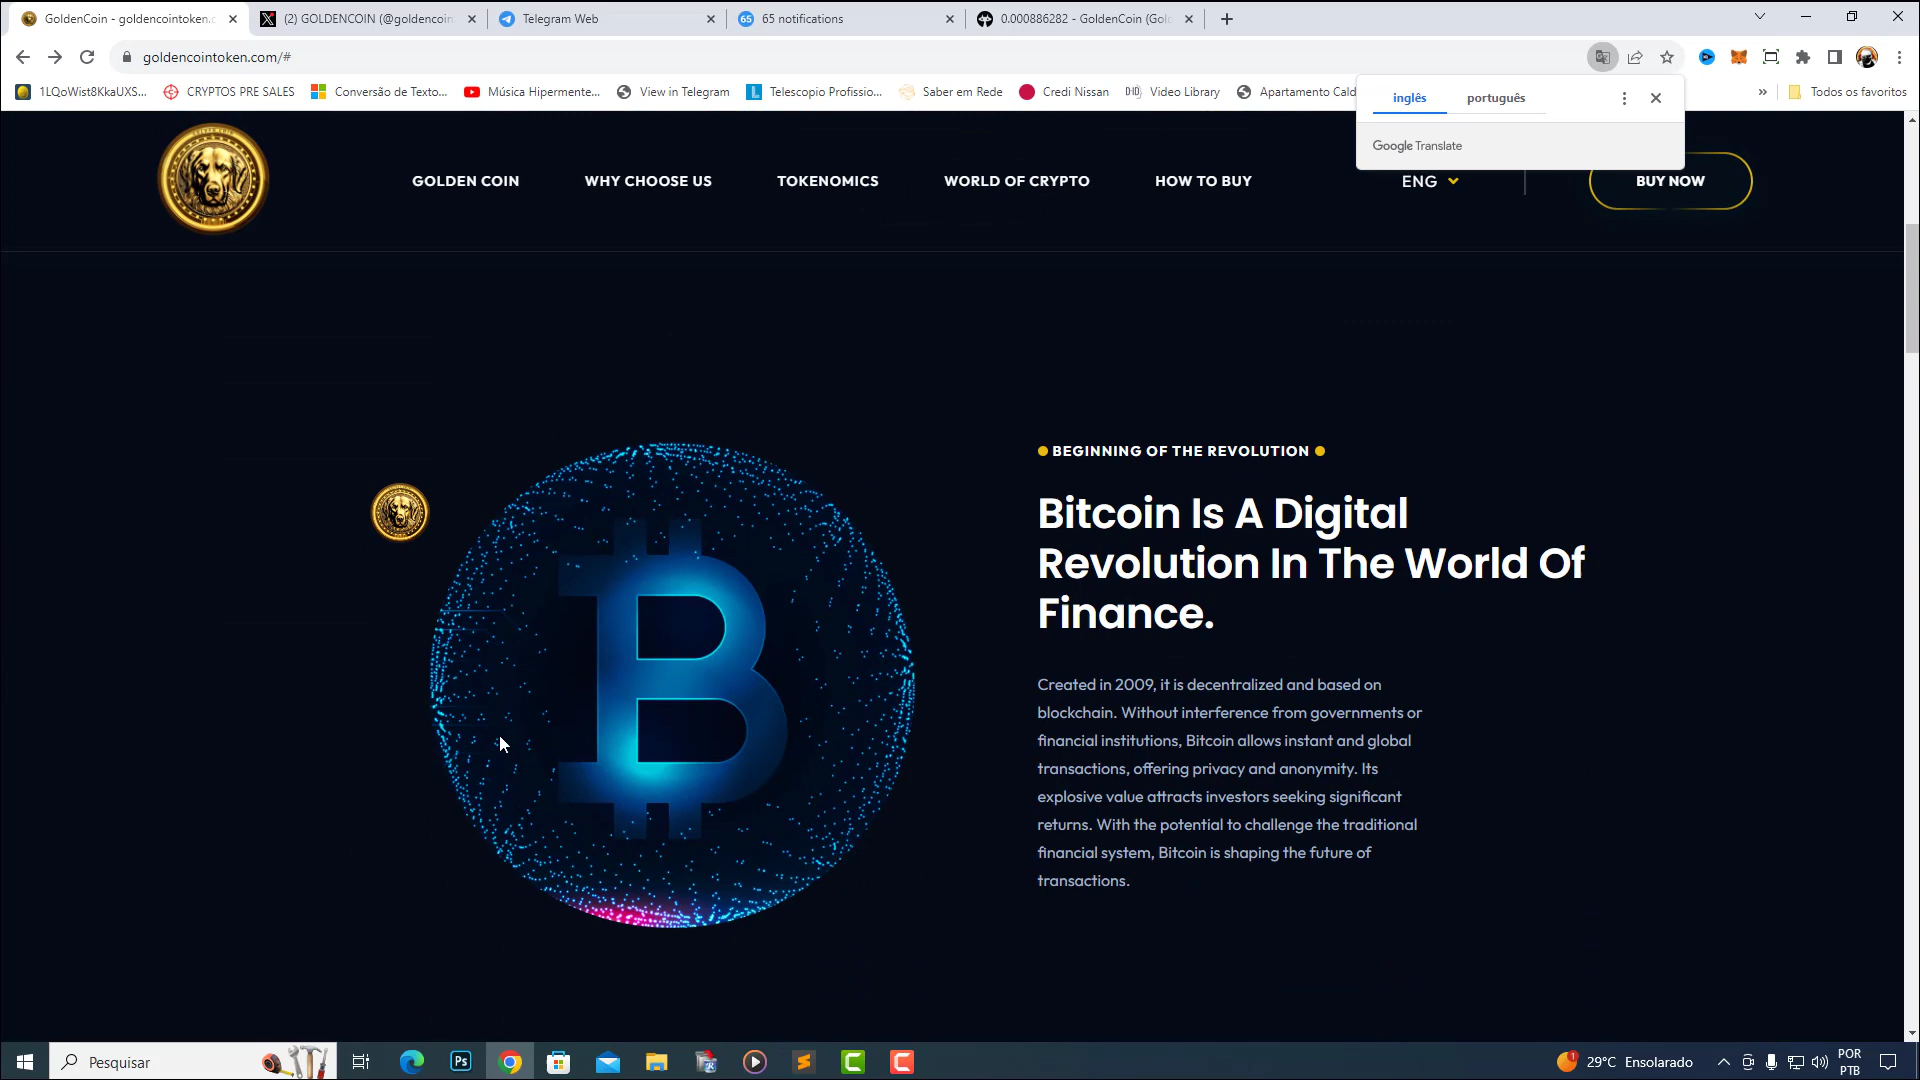 GoldenCoin - goldencointoken.c
(2) GOLDENCOIN (@goldencoin
Telegram Web
65
65 notifications
0.000886282 - GoldenCoin (Gol
goldencointoken.com/#
1LQoWist8KkaUXS...
CRYPTOS PRE SALES
Conversão de Texto...
Música Hipermente...
View in Telegram
Telescopio Profissio...
Saber em Rede
Credi Nissan
Video Library
Apartamento Cald
»
Todos os favoritos
inglês
português
Google Translate
GOLDEN COIN
WHY CHOOSE US
TOKENOMICS
WORLD OF CRYPTO
HOW TO BUY
ENG
BUY NOW
BEGINNING OF THE REVOLUTION
Bitcoin Is A Digital
Revolution In The World Of
Finance.
Created in 2009, it is decentralized and based on
blockchain. Without interference from governments or
financial institutions, Bitcoin allows instant and global
transactions, offering privacy and anonymity. Its
explosive value attracts investors seeking significant
returns. With the potential to challenge the traditional
financial system, Bitcoin is shaping the future of
transactions.
Pesquisar
Ps
1
29°C Ensolarado
POR
PTB